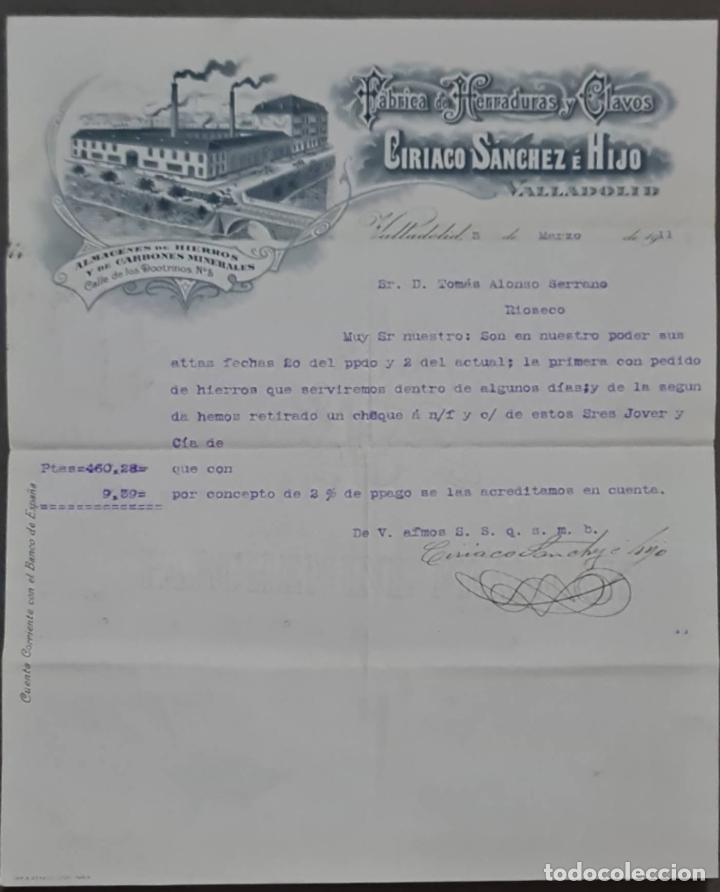 Fábrica de Herraduras y Clavos
CIRIACO SÁNCHEZ É HIJO
VALLADOLID
ALMACENES DE HIERROS
Y DE CARBONES MINERALES
Calle de los Doctrinos Nº 8
Valladolid, 3 de Marzo de 1911
Sr. D. Tomás Alonso Serrano
Rioseco
Muy Sr nuestro: Son en nuestro poder sus
attas fechas 20 del ppdo y 2 del actual; la primera con pedido
de hierros que serviremos dentro de algunos días;y de la segun
da hemos retirado un cheque á n/f y c/ de estos Sres Jover y
Cía de
Ptas=460,28= que con
9,39= por concepto de 2 % de ppago se las acreditamos en cuenta.
De V. afmos S. S. q. s. m. b.
Ciriaco Sanchez é hijo
Cuenta Corriente con el Banco de España
todocoleccion.net